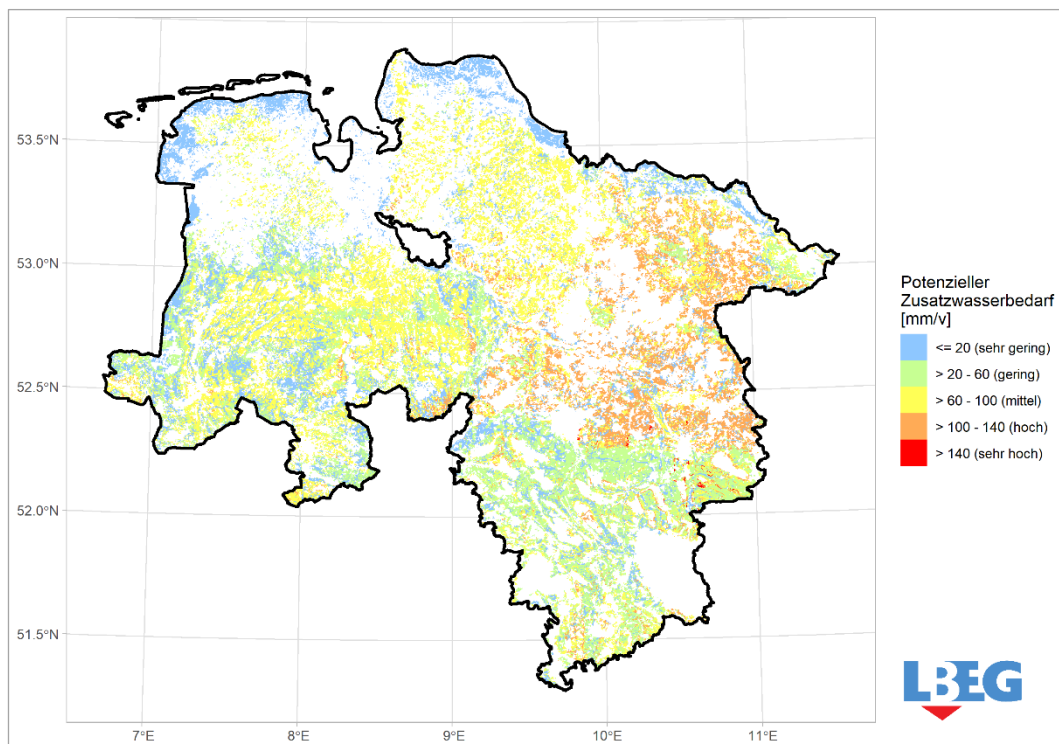 53.5°N
53.0°N
52.5°N
52.0°N
51.5°N
7°E 8°E 9°E 10°E 11°E
Potenzieller
Zusatzwasserbedarf
[mm/v]
<= 20 (sehr gering)
> 20 - 60 (gering)
> 60 - 100 (mittel)
> 100 - 140 (hoch)
> 140 (sehr hoch)
LBEG